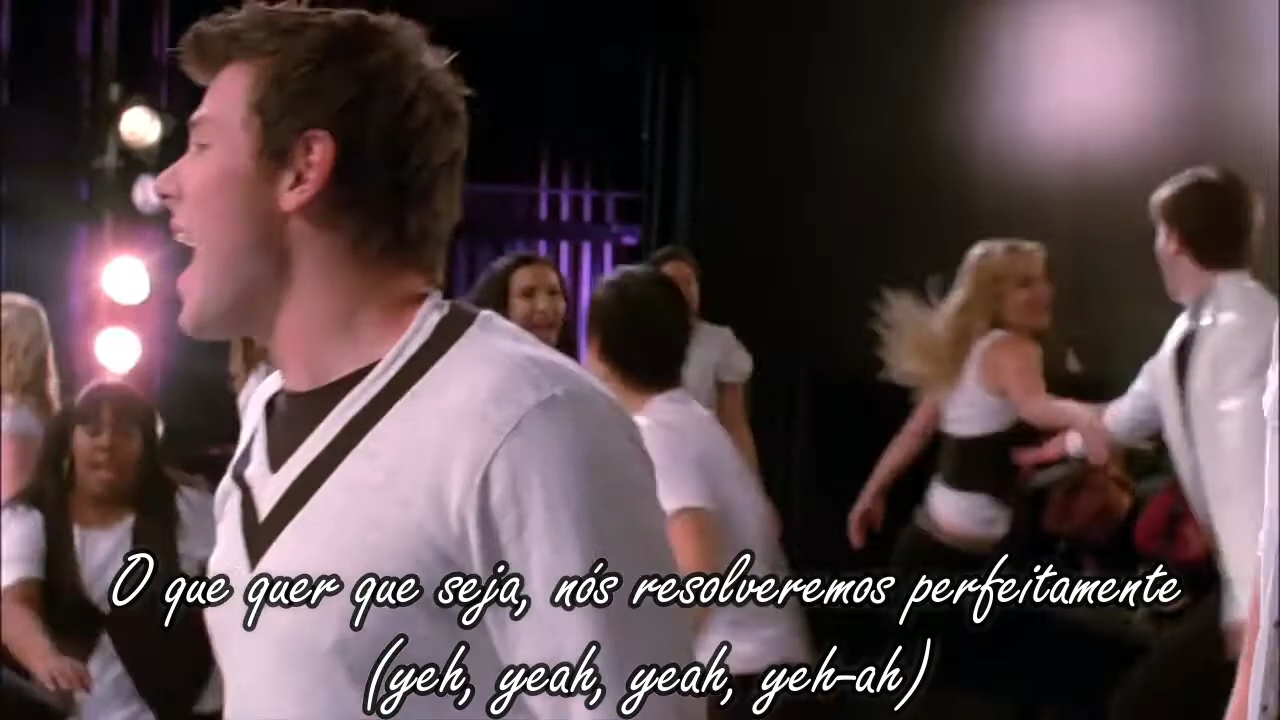 O que quer que seja, nós resolveremos perfeitamente
(yeh, yeah, yeah, yeh-ah)